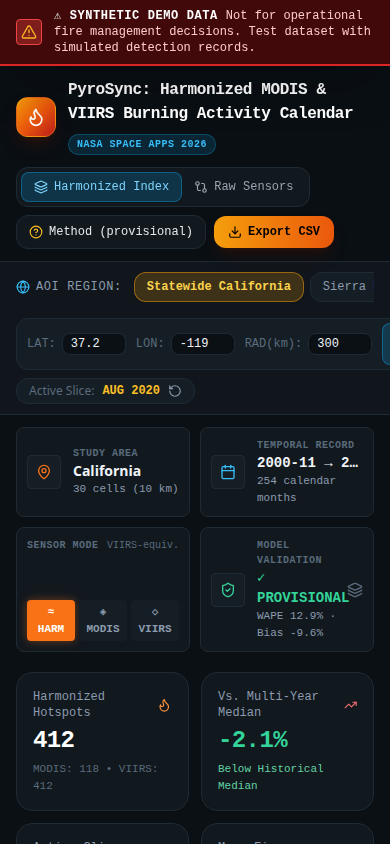 ⚠ SYNTHETIC DEMO DATA Not for operational
fire management decisions. Test dataset with
simulated detection records.
PyroSync: Harmonized MODIS &
VIIRS Burning Activity Calendar
NASA SPACE APPS 2026
Harmonized Index
Raw Sensors
Method (provisional)
Export CSV
AOI REGION:
Statewide California
Sierra
LAT: 37.2 LON: -119 RAD(km): 300
Active Slice: AUG 2020
STUDY AREA
California
30 cells (10 km)
TEMPORAL RECORD
2000-11 → 2…
254 calendar
months
SENSOR MODE VIIRS-equiv.
≈
HARM
◈
MODIS
◇
VIIRS
MODEL
VALIDATION
✓
PROVISIONAL
WAPE 12.9% ·
Bias -9.6%
Harmonized
Hotspots
412
MODIS: 118 • VIIRS:
412
Vs. Multi-Year
Median
-2.1%
Below Historical
Median